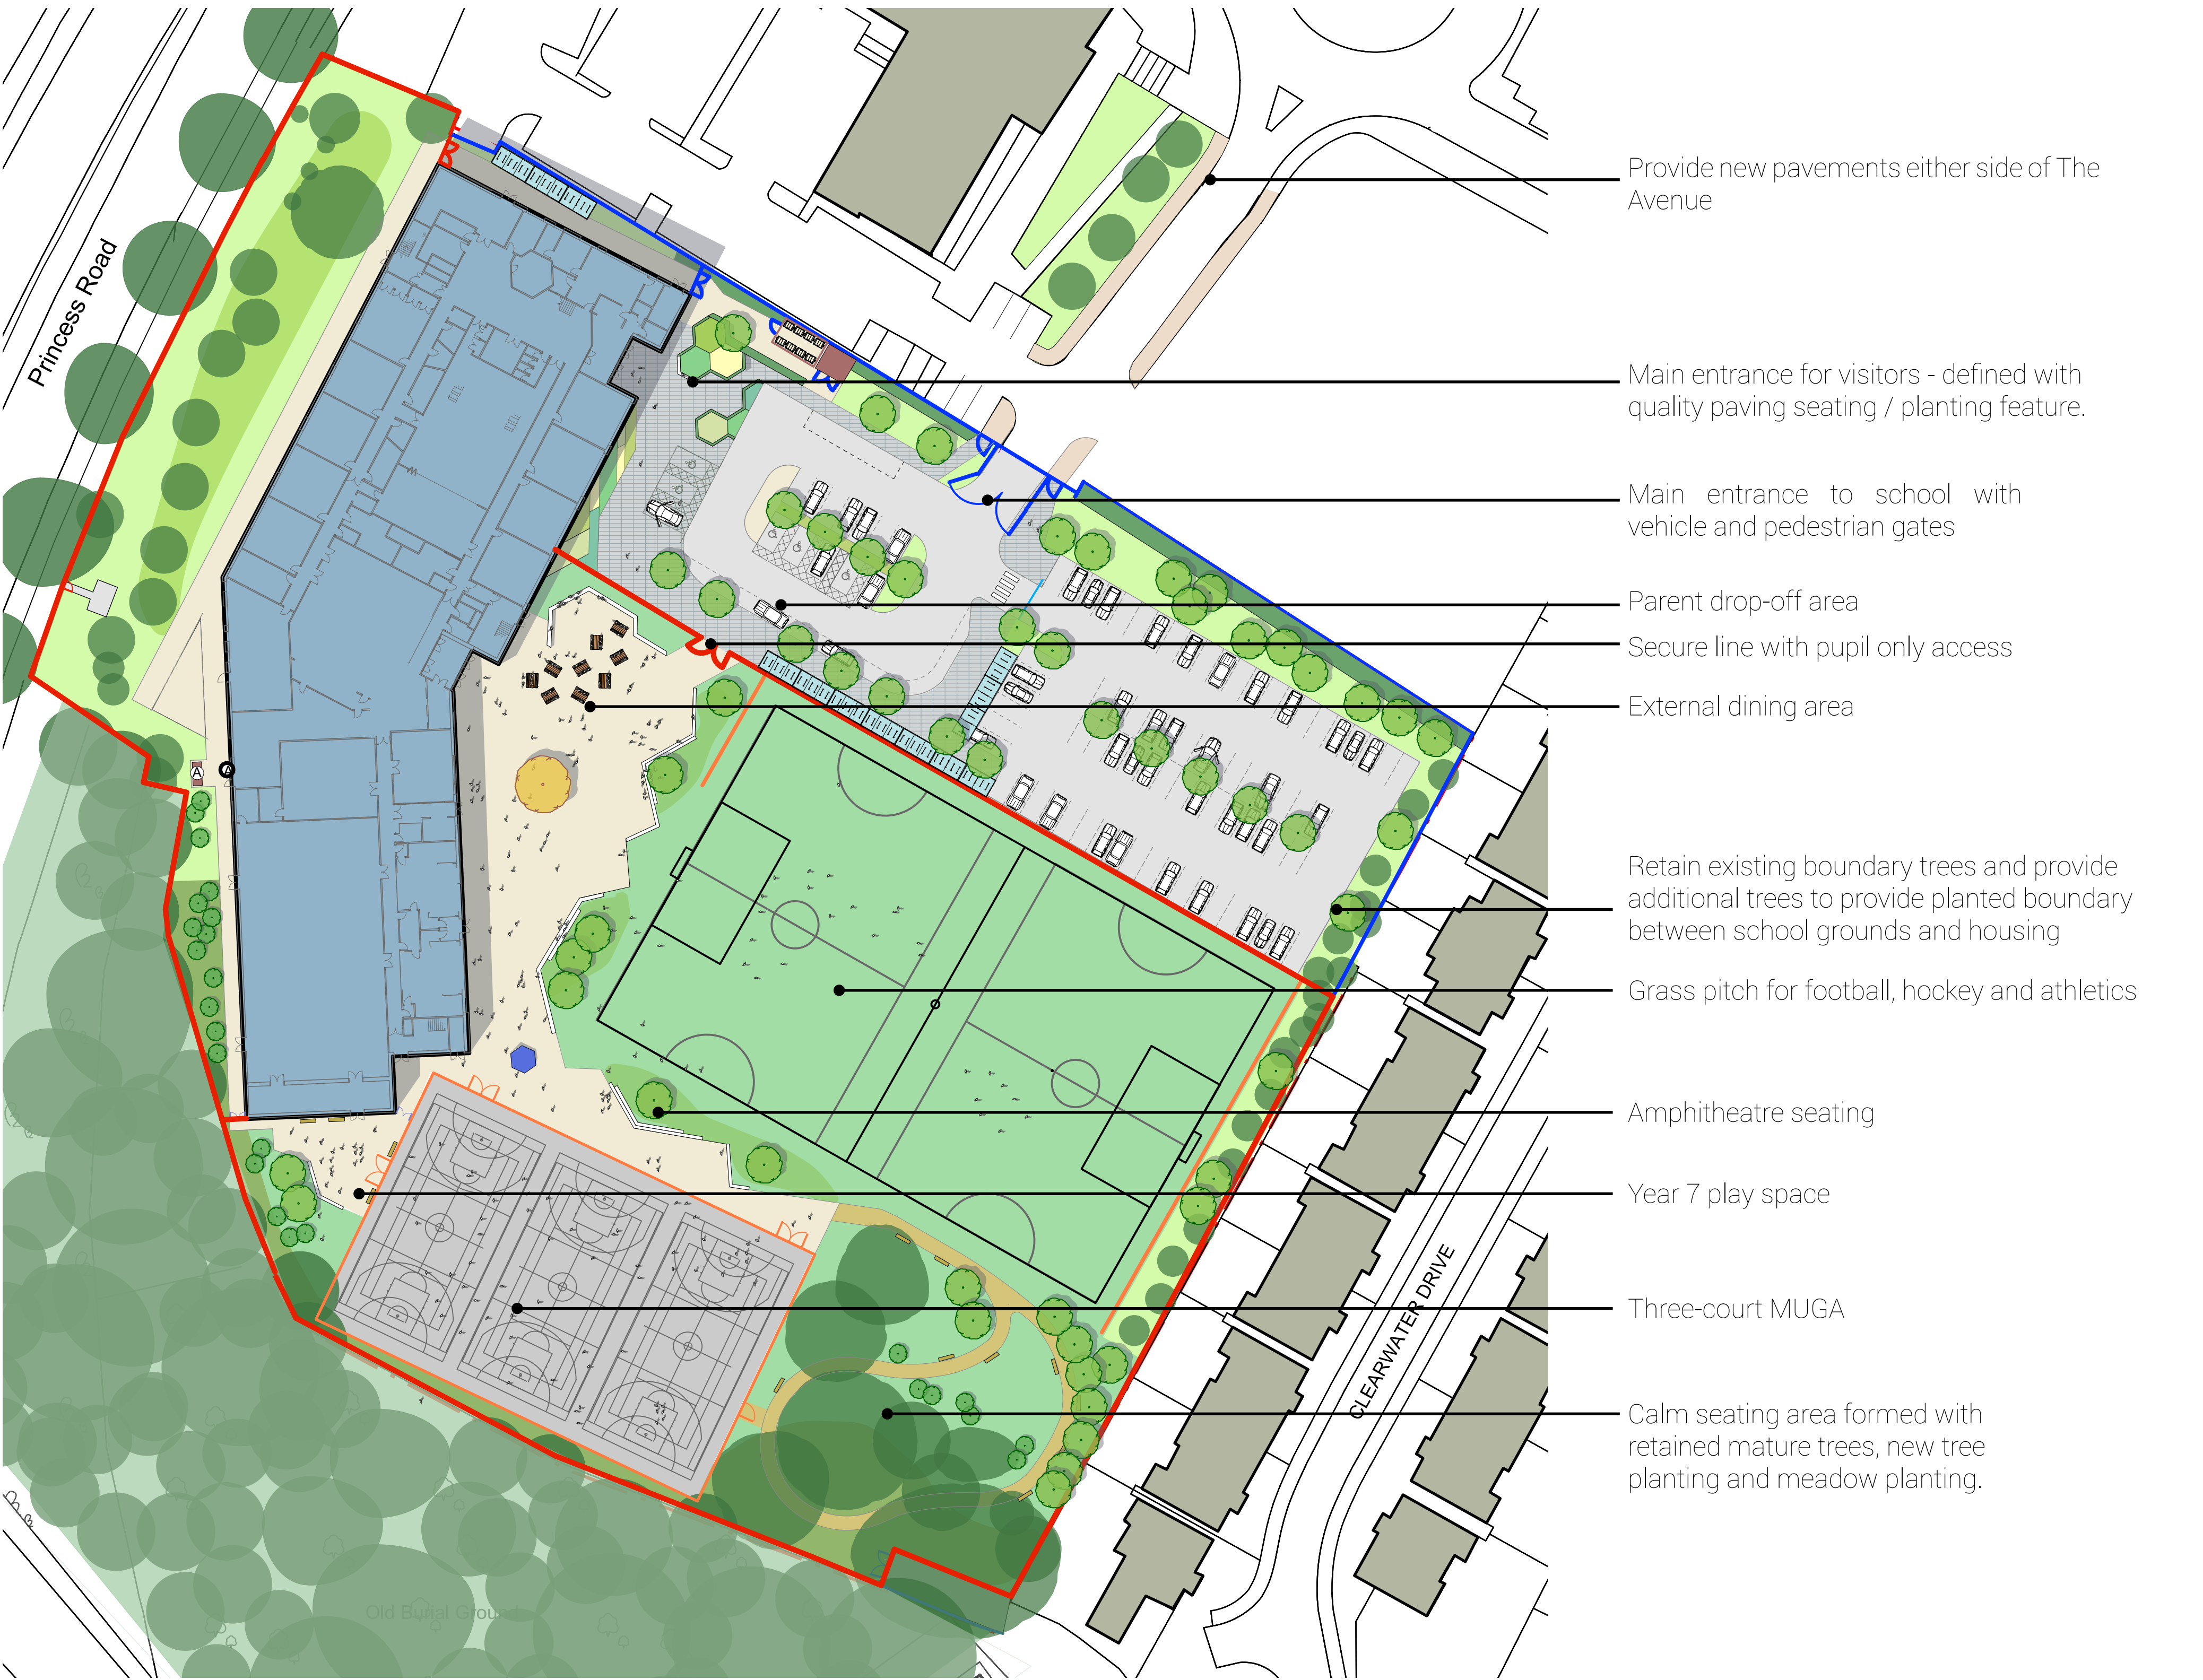 Princess Road
Provide new pavements either side of The
Avenue
Main entrance for visitors - defined with
quality paving seating / planting feature.
Main entrance to school with
vehicle and pedestrian gates
Parent drop-off area
Secure line with pupil only access
External dining area
A
A
Retain existing boundary trees and provide
additional trees to provide planted boundary
between school grounds and housing
Grass pitch for football, hockey and athletics
Amphitheatre seating
Year 7 play space
CLEARWATER DRIVE
Three-court MUGA
Calm seating area formed with
retained mature trees, new tree
planting and meadow planting.
Old Burial Ground